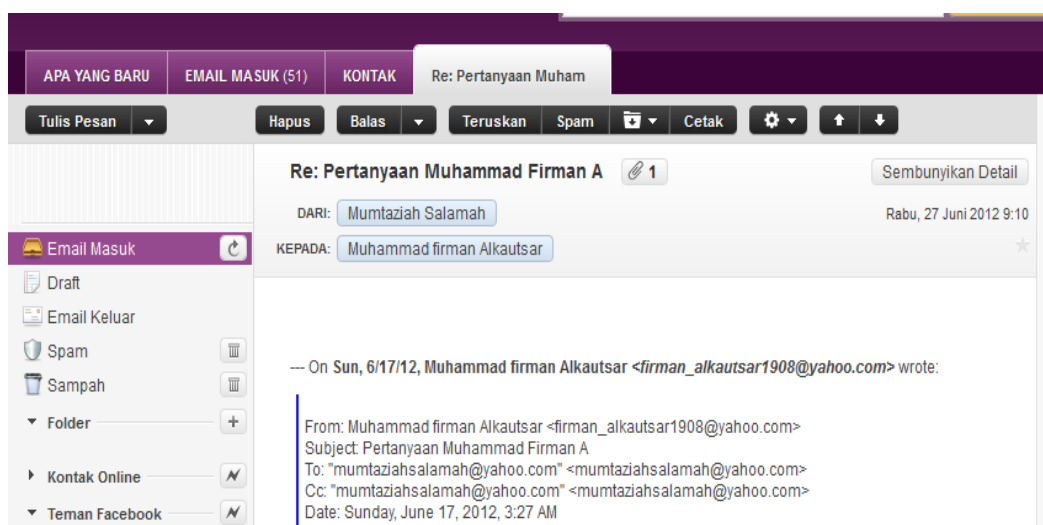 APA YANG BARU EMAIL MASUK (51) KONTAK Re: Pertanyaan Muham
Tulis Pesan Hapus Balas Teruskan Spam Cetak
Re: Pertanyaan Muhammad Firman A 1 Sembunyikan Detail
DARI: Mumtaziah Salamah Rabu, 27 Juni 2012 9:10
KEPADA: Muhammad firman Alkautsar
Email Masuk
Draft
Email Keluar
Spam
Sampah
Folder
Kontak Online
Teman Facebook
--- On Sun, 6/17/12, Muhammad firman Alkautsar <firman_alkautsar1908@yahoo.com> wrote:
From: Muhammad firman Alkautsar <firman_alkautsar1908@yahoo.com>
Subject: Pertanyaan Muhammad Firman A
To: "mumtaziahsalamah@yahoo.com" <mumtaziahsalamah@yahoo.com>
Cc: "mumtaziahsalamah@yahoo.com" <mumtaziahsalamah@yahoo.com>
Date: Sunday, June 17, 2012, 3:27 AM